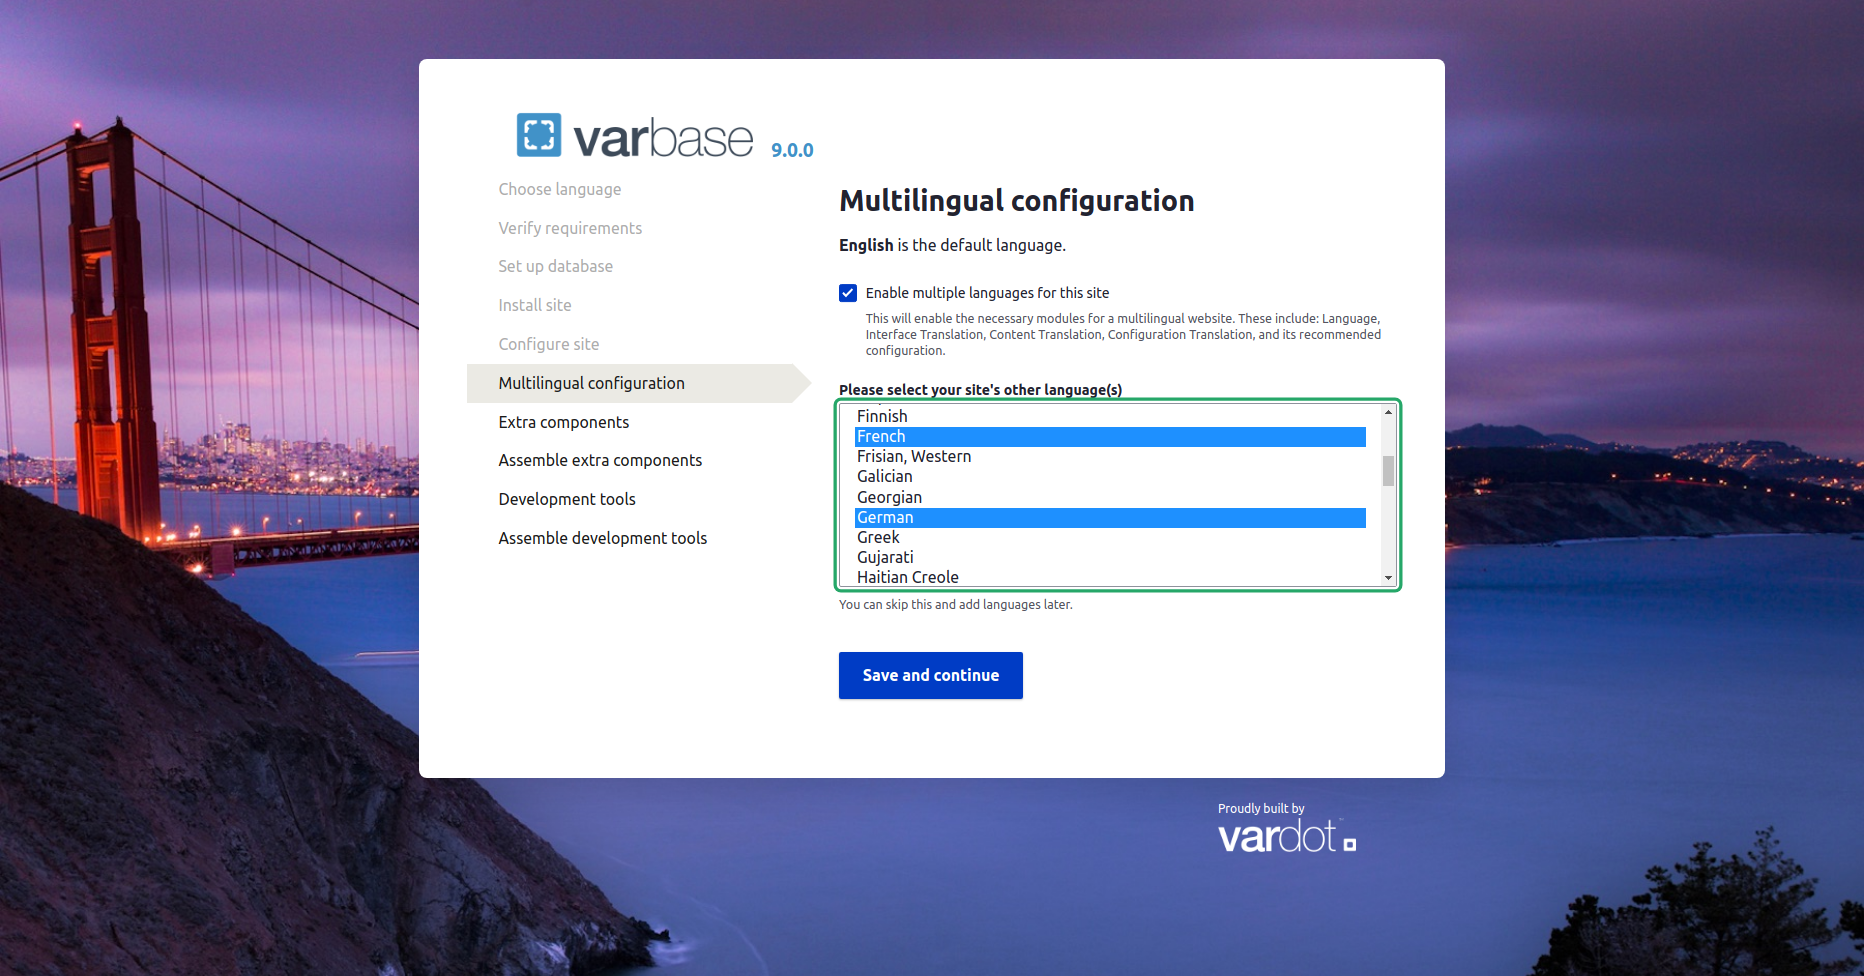 varbase 9.0.0
Choose language
Verify requirements
Set up database
Install site
Configure site
Multilingual configuration
Extra components
Assemble extra components
Development tools
Assemble development tools
Multilingual configuration
English is the default language.
Enable multiple languages for this site
This will enable the necessary modules for a multilingual website. These include: Language,
Interface Translation, Content Translation, Configuration Translation, and its recommended
configuration.
Please select your site's other language(s)
Finnish
French
Frisian, Western
Galician
Georgian
German
Greek
Gujarati
Haitian Creole
You can skip this and add languages later.
Save and continue
Proudly built by
vardot